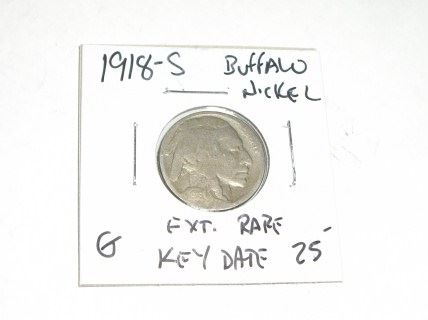 1918-S BUFFALO
NICKEL
EXT. RARE
G KEY DATE 25-